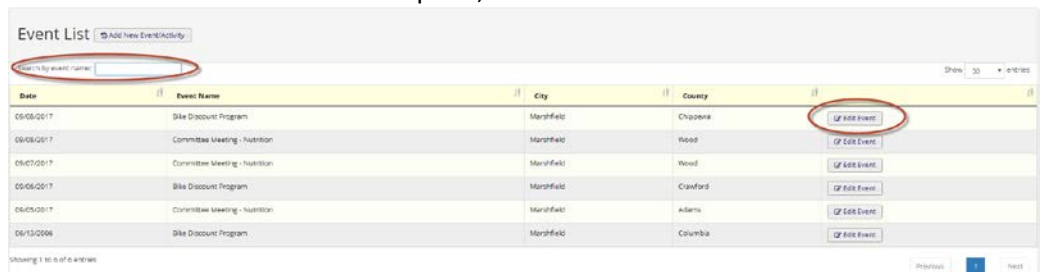 Event List Add New Event/Activity
Search by event name:
Show 50 entries
Date Event Name City County
09/08/2017 Bike Discount Program Marshfield Chippewa Edit Event
09/08/2017 Committee Meeting - Nutrition Marshfield Wood Edit Event
09/07/2017 Committee Meeting - Nutrition Marshfield Wood Edit Event
09/06/2017 Bike Discount Program Marshfield Crawford Edit Event
09/05/2017 Committee Meeting - Nutrition Marshfield Adams Edit Event
Bike Discount Program Marshfield Columbia Edit Event
Showing 1 to 6 of 6 entries
Previous 1 Next